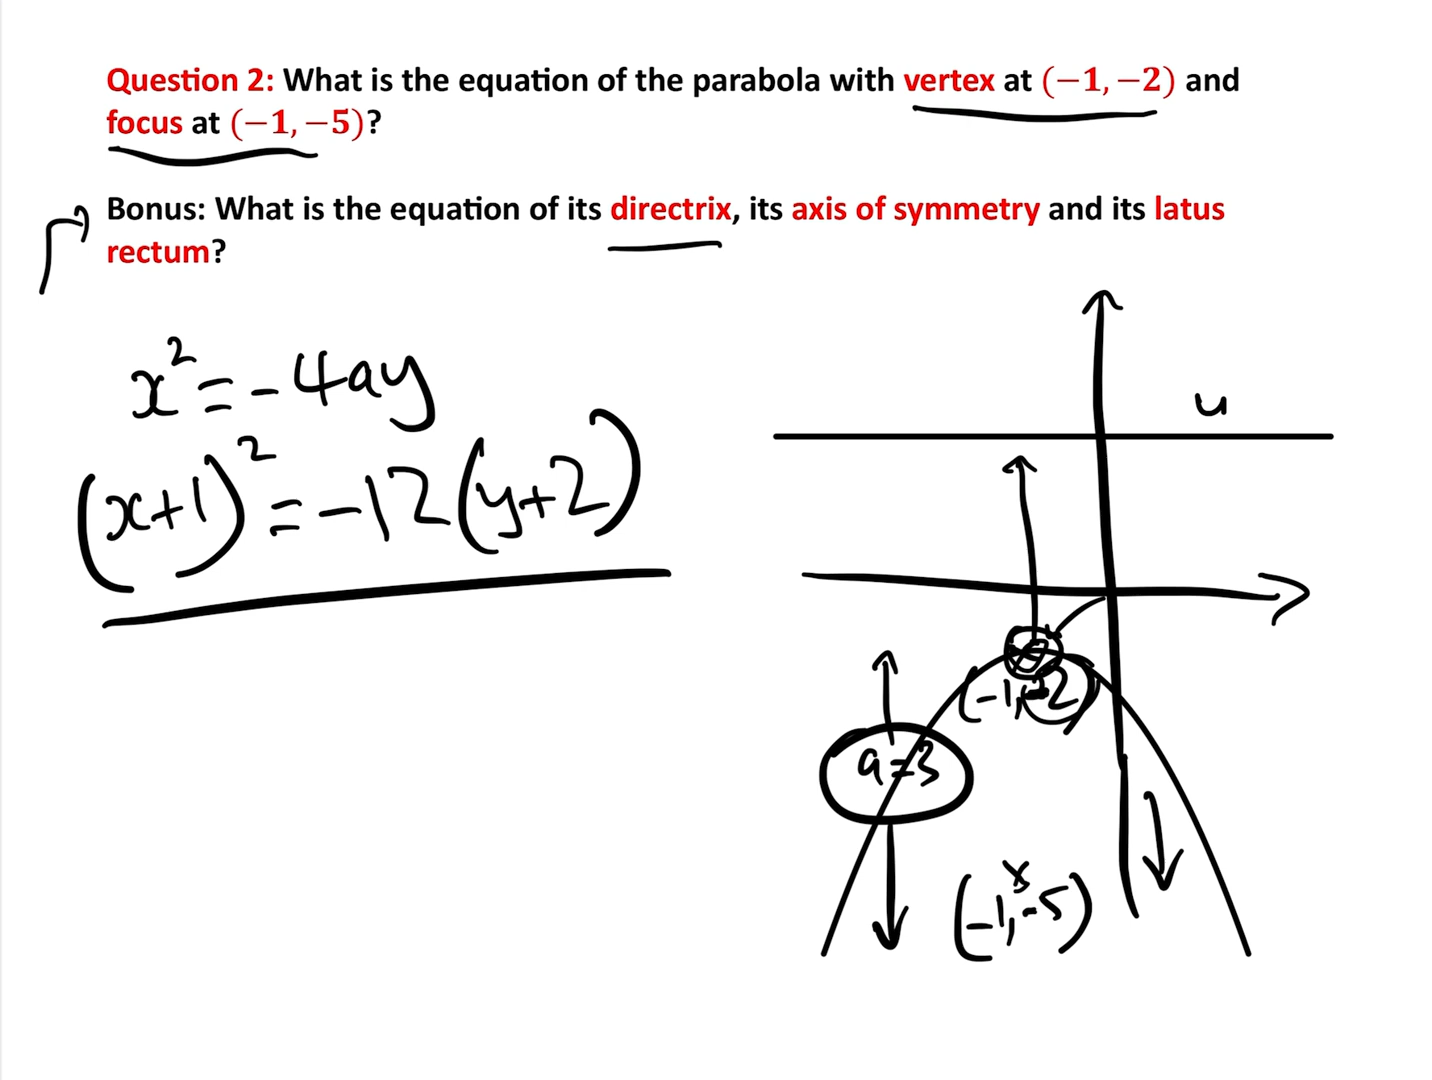 Question 2: What is the equation of the parabola with vertex at (−1, −2) and
focus at (−1, −5)?
Bonus: What is the equation of its directrix, its axis of symmetry and its latus
rectum?
x² = -4ay
(x+1)² = -12(y+2)
(-1,-2)
a=3
(-1,-5)